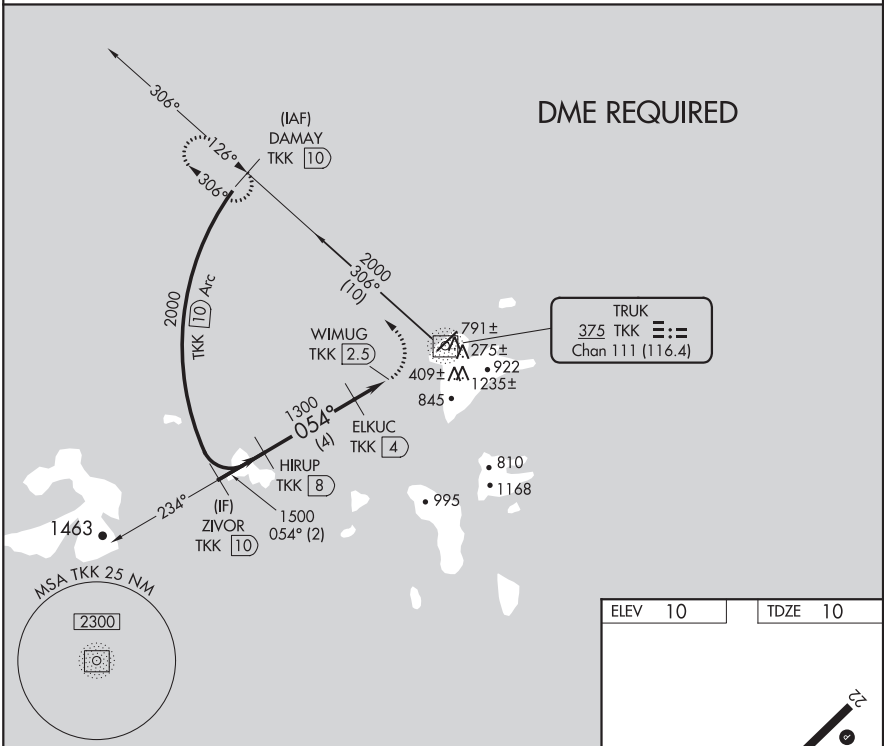 DME REQUIRED
306°
(IAF)
DAMAY
TKK 10
126°
306°
2000
306°
(10)
2000
TKK 10 Arc
TRUK
375 TKK
Chan 111 (116.4)
791±
275±
922
409±
1235±
845
WIMUG
TKK 2.5
1300
054°
(4)
ELKUC
TKK 4
HIRUP
TKK 8
810
1168
995
234°
(IF)
ZIVOR
TKK 10
1500
054° (2)
1463
MSA TKK 25 NM
2300
ELEV 10
TDZE 10
22
P